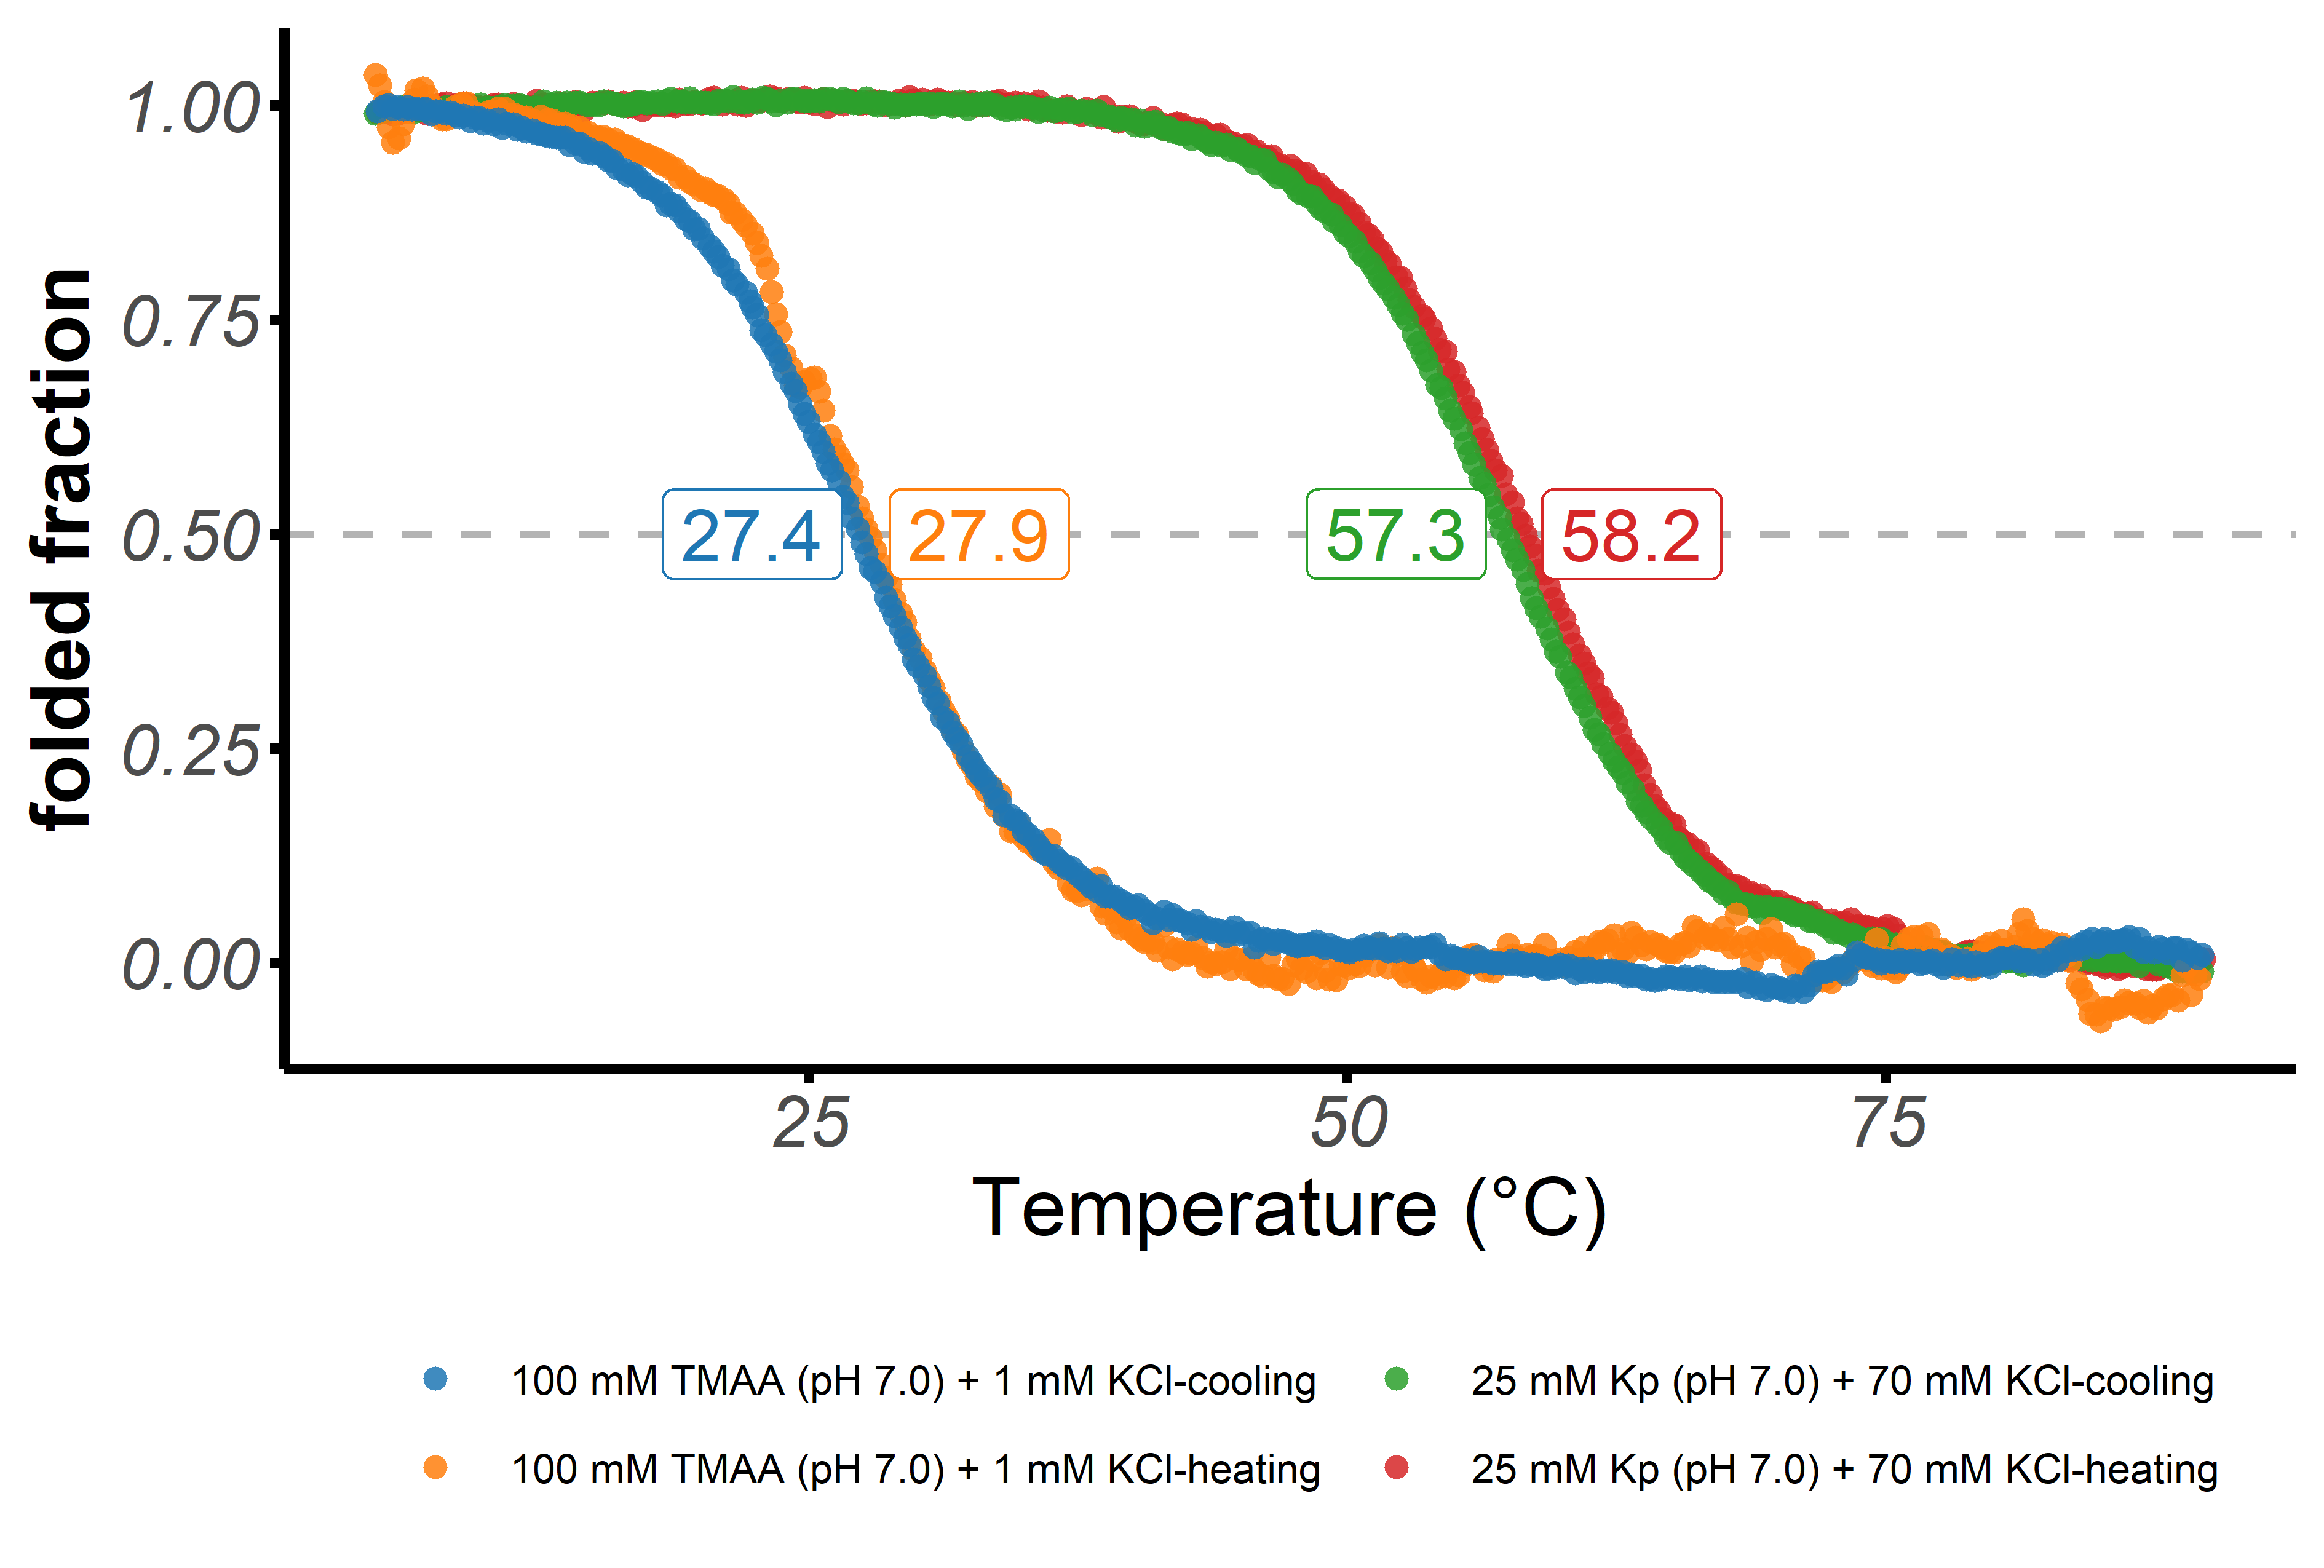 folded fraction
1.00
0.75
0.50
0.25
0.00
27.4
27.9
57.3
58.2
25
50
75
Temperature (°C)
100 mM TMAA (pH 7.0) + 1 mM KCl-cooling
25 mM Kp (pH 7.0) + 70 mM KCl-cooling
100 mM TMAA (pH 7.0) + 1 mM KCl-heating
25 mM Kp (pH 7.0) + 70 mM KCl-heating